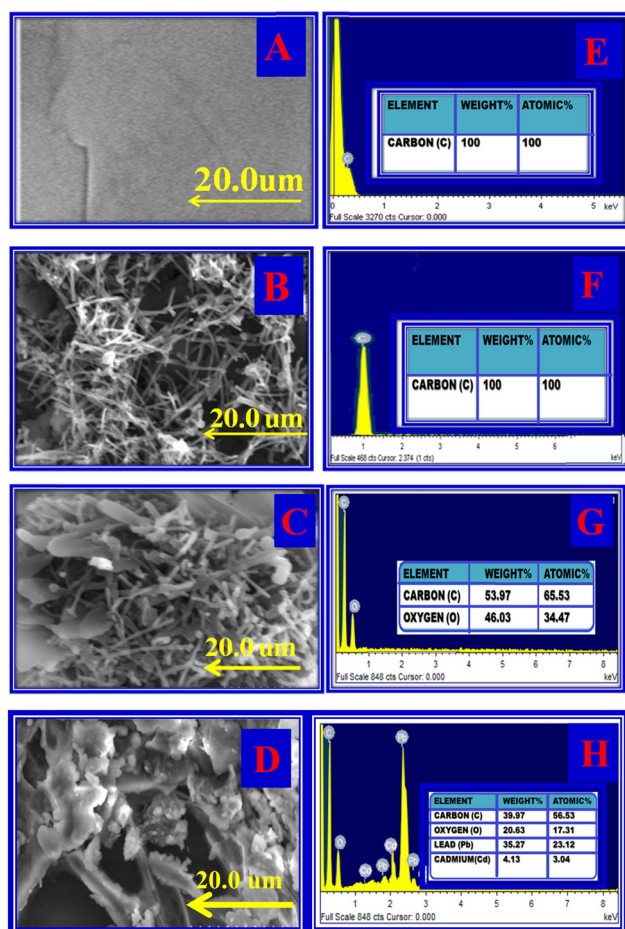 A
20.0um
E
ELEMENT WEIGHT% ATOMIC%
CARBON (C) 100 100
C
0 1 2 3 4 5
Full Scale 3270 cts Cursor: 0.000 keV
B
20.0 um
F
ELEMENT WEIGHT% ATOMIC%
CARBON (C) 100 100
1 2 3 4 5 6
Full Scale 468 cts Cursor: 2.374 (1 cts) keV
C
20.0 um
G
C
O
ELEMENT WEIGHT% ATOMIC%
CARBON (C) 53.97 65.53
OXYGEN (O) 46.03 34.47
1 2 3 4 5 6 7 8
Full Scale 848 cts Cursor: 0.000 keV
D
20.0 um
H
C
Pb
O
Cd
Pb
Cd
Pb
ELEMENT WEIGHT% ATOMIC%
CARBON (C) 39.97 56.53
OXYGEN (O) 20.63 17.31
LEAD (Pb) 35.27 23.12
CADMIUM(Cd) 4.13 3.04
1 2 3 4 5 6 7 8
Full Scale 848 cts Cursor: 0.000 keV